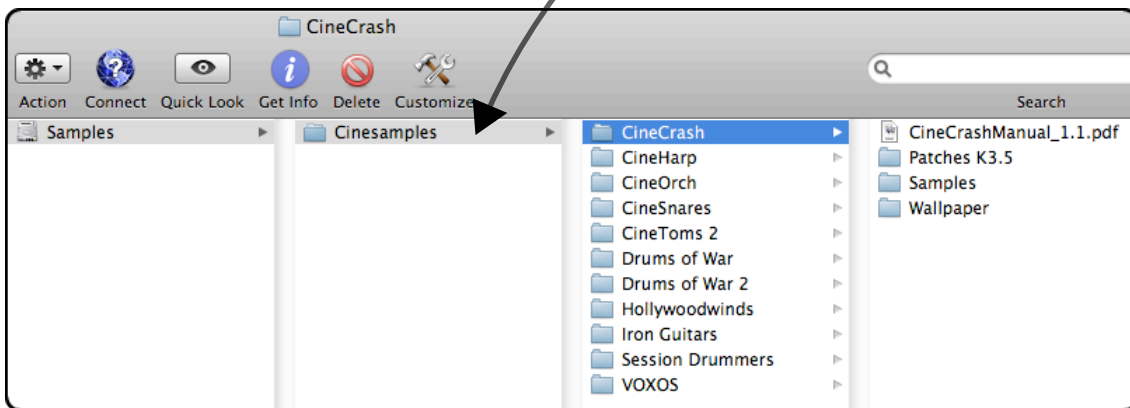 CineCrash
Action Connect Quick Look Get Info Delete Customize Search
Samples
Cinesamples
CineCrash
CineHarp
CineOrch
CineSnares
CineToms 2
Drums of War
Drums of War 2
Hollywoodwinds
Iron Guitars
Session Drummers
VOXOS
CineCrashManual_1.1.pdf
Patches K3.5
Samples
Wallpaper